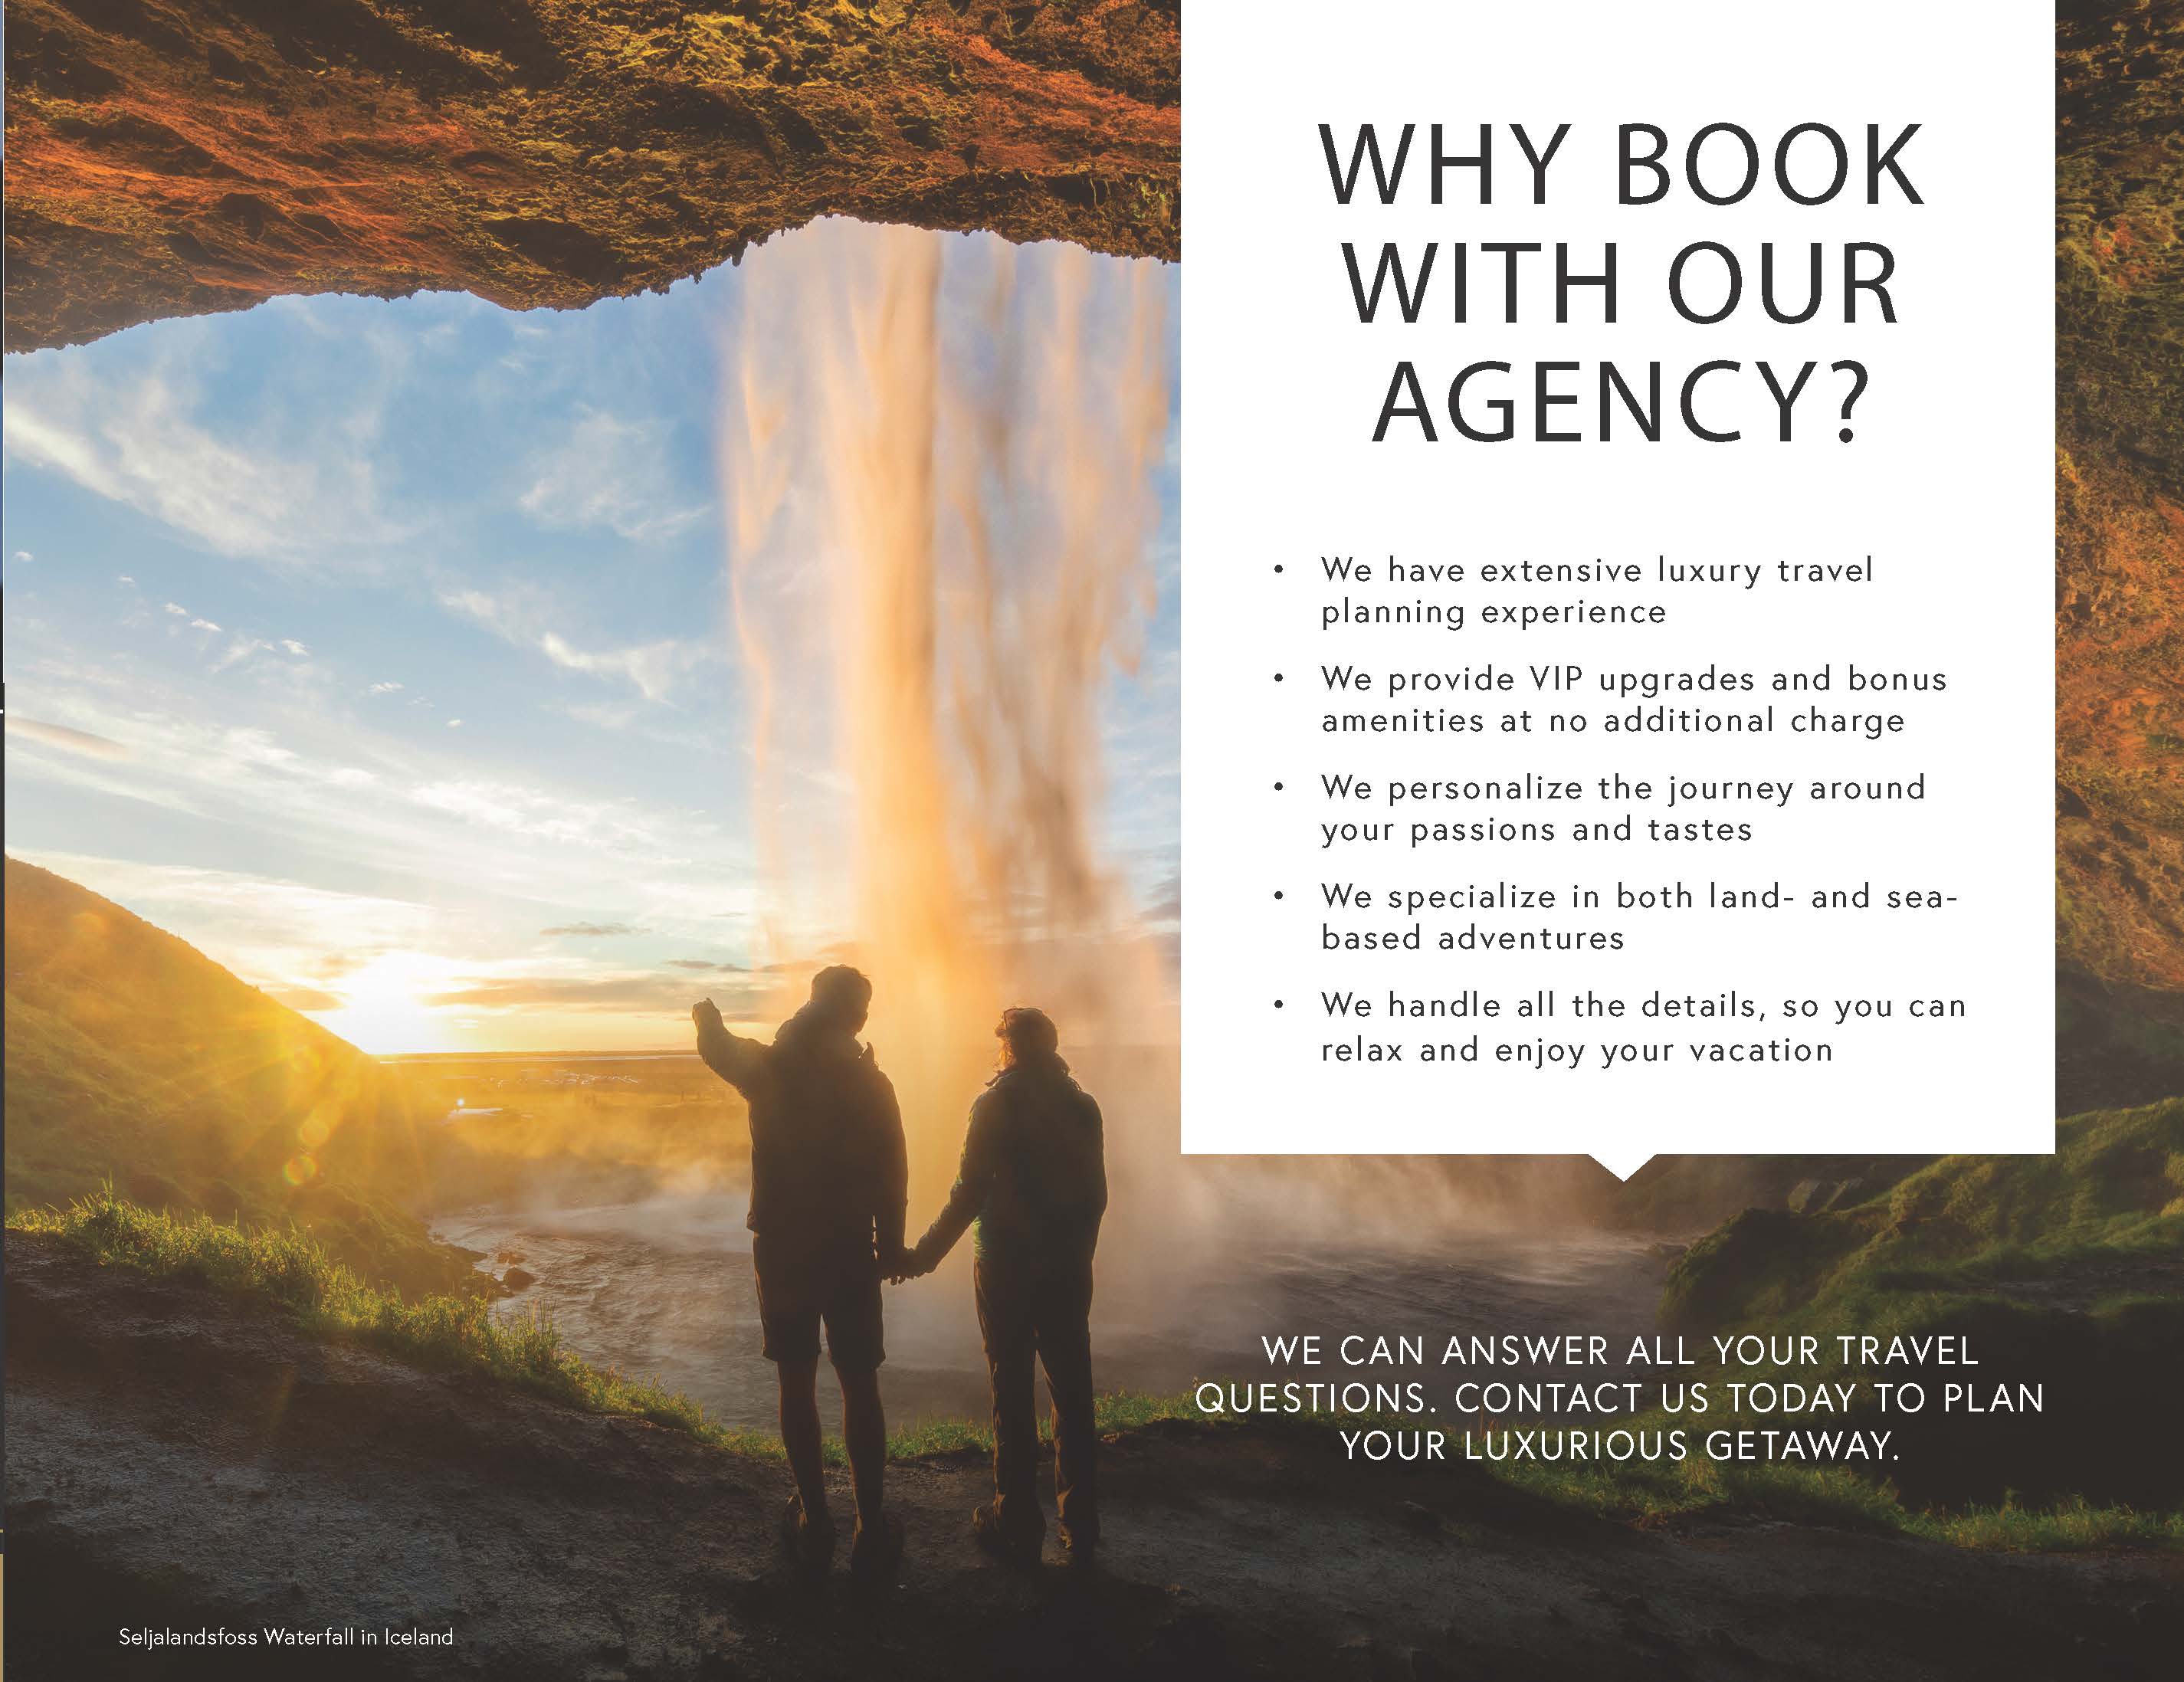 WHY BOOK
WITH OUR
AGENCY?
• We have extensive luxury travel
planning experience
• We provide VIP upgrades and bonus
amenities at no additional charge
• We personalize the journey around
your passions and tastes
• We specialize in both land- and sea-
based adventures
• We handle all the details, so you can
relax and enjoy your vacation
WE CAN ANSWER ALL YOUR TRAVEL
QUESTIONS. CONTACT US TODAY TO PLAN
YOUR LUXURIOUS GETAWAY.
Seljalandsfoss Waterfall in Iceland